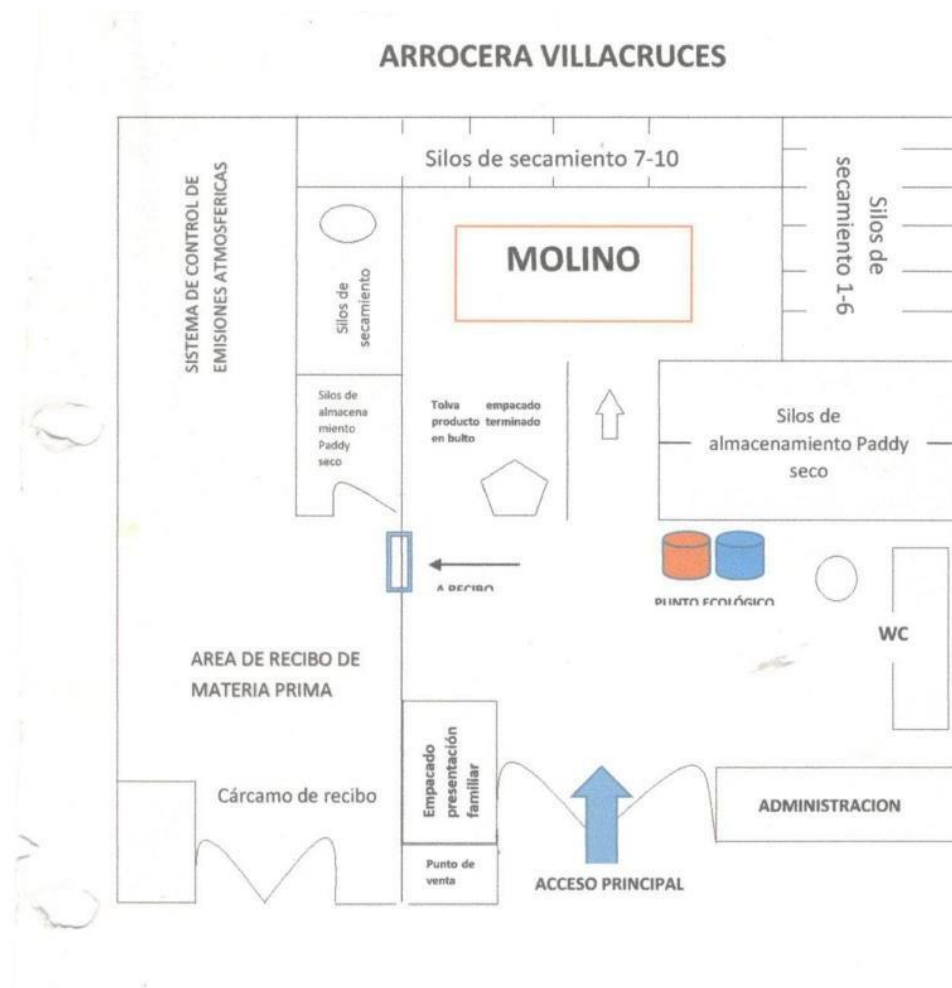 ARROCERA VILLACRUCES
Silos de secamiento 7-10
SISTEMA DE CONTROL DE
EMISIONES ATMOSFERICAS
Silos de
secamiento
MOLINO
Silos de
secamiento 1-6
Silos de
almacena
miento
Paddy
seco
Tolva empacado
producto terminado
en bulto
Silos de
almacenamiento Paddy
seco
A RECIBO
PUNTO ECOLÓGICO
WC
AREA DE RECIBO DE
MATERIA PRIMA
Empacado
presentación
familiar
Cárcamo de recibo
ADMINISTRACION
Punto de
venta
ACCESO PRINCIPAL